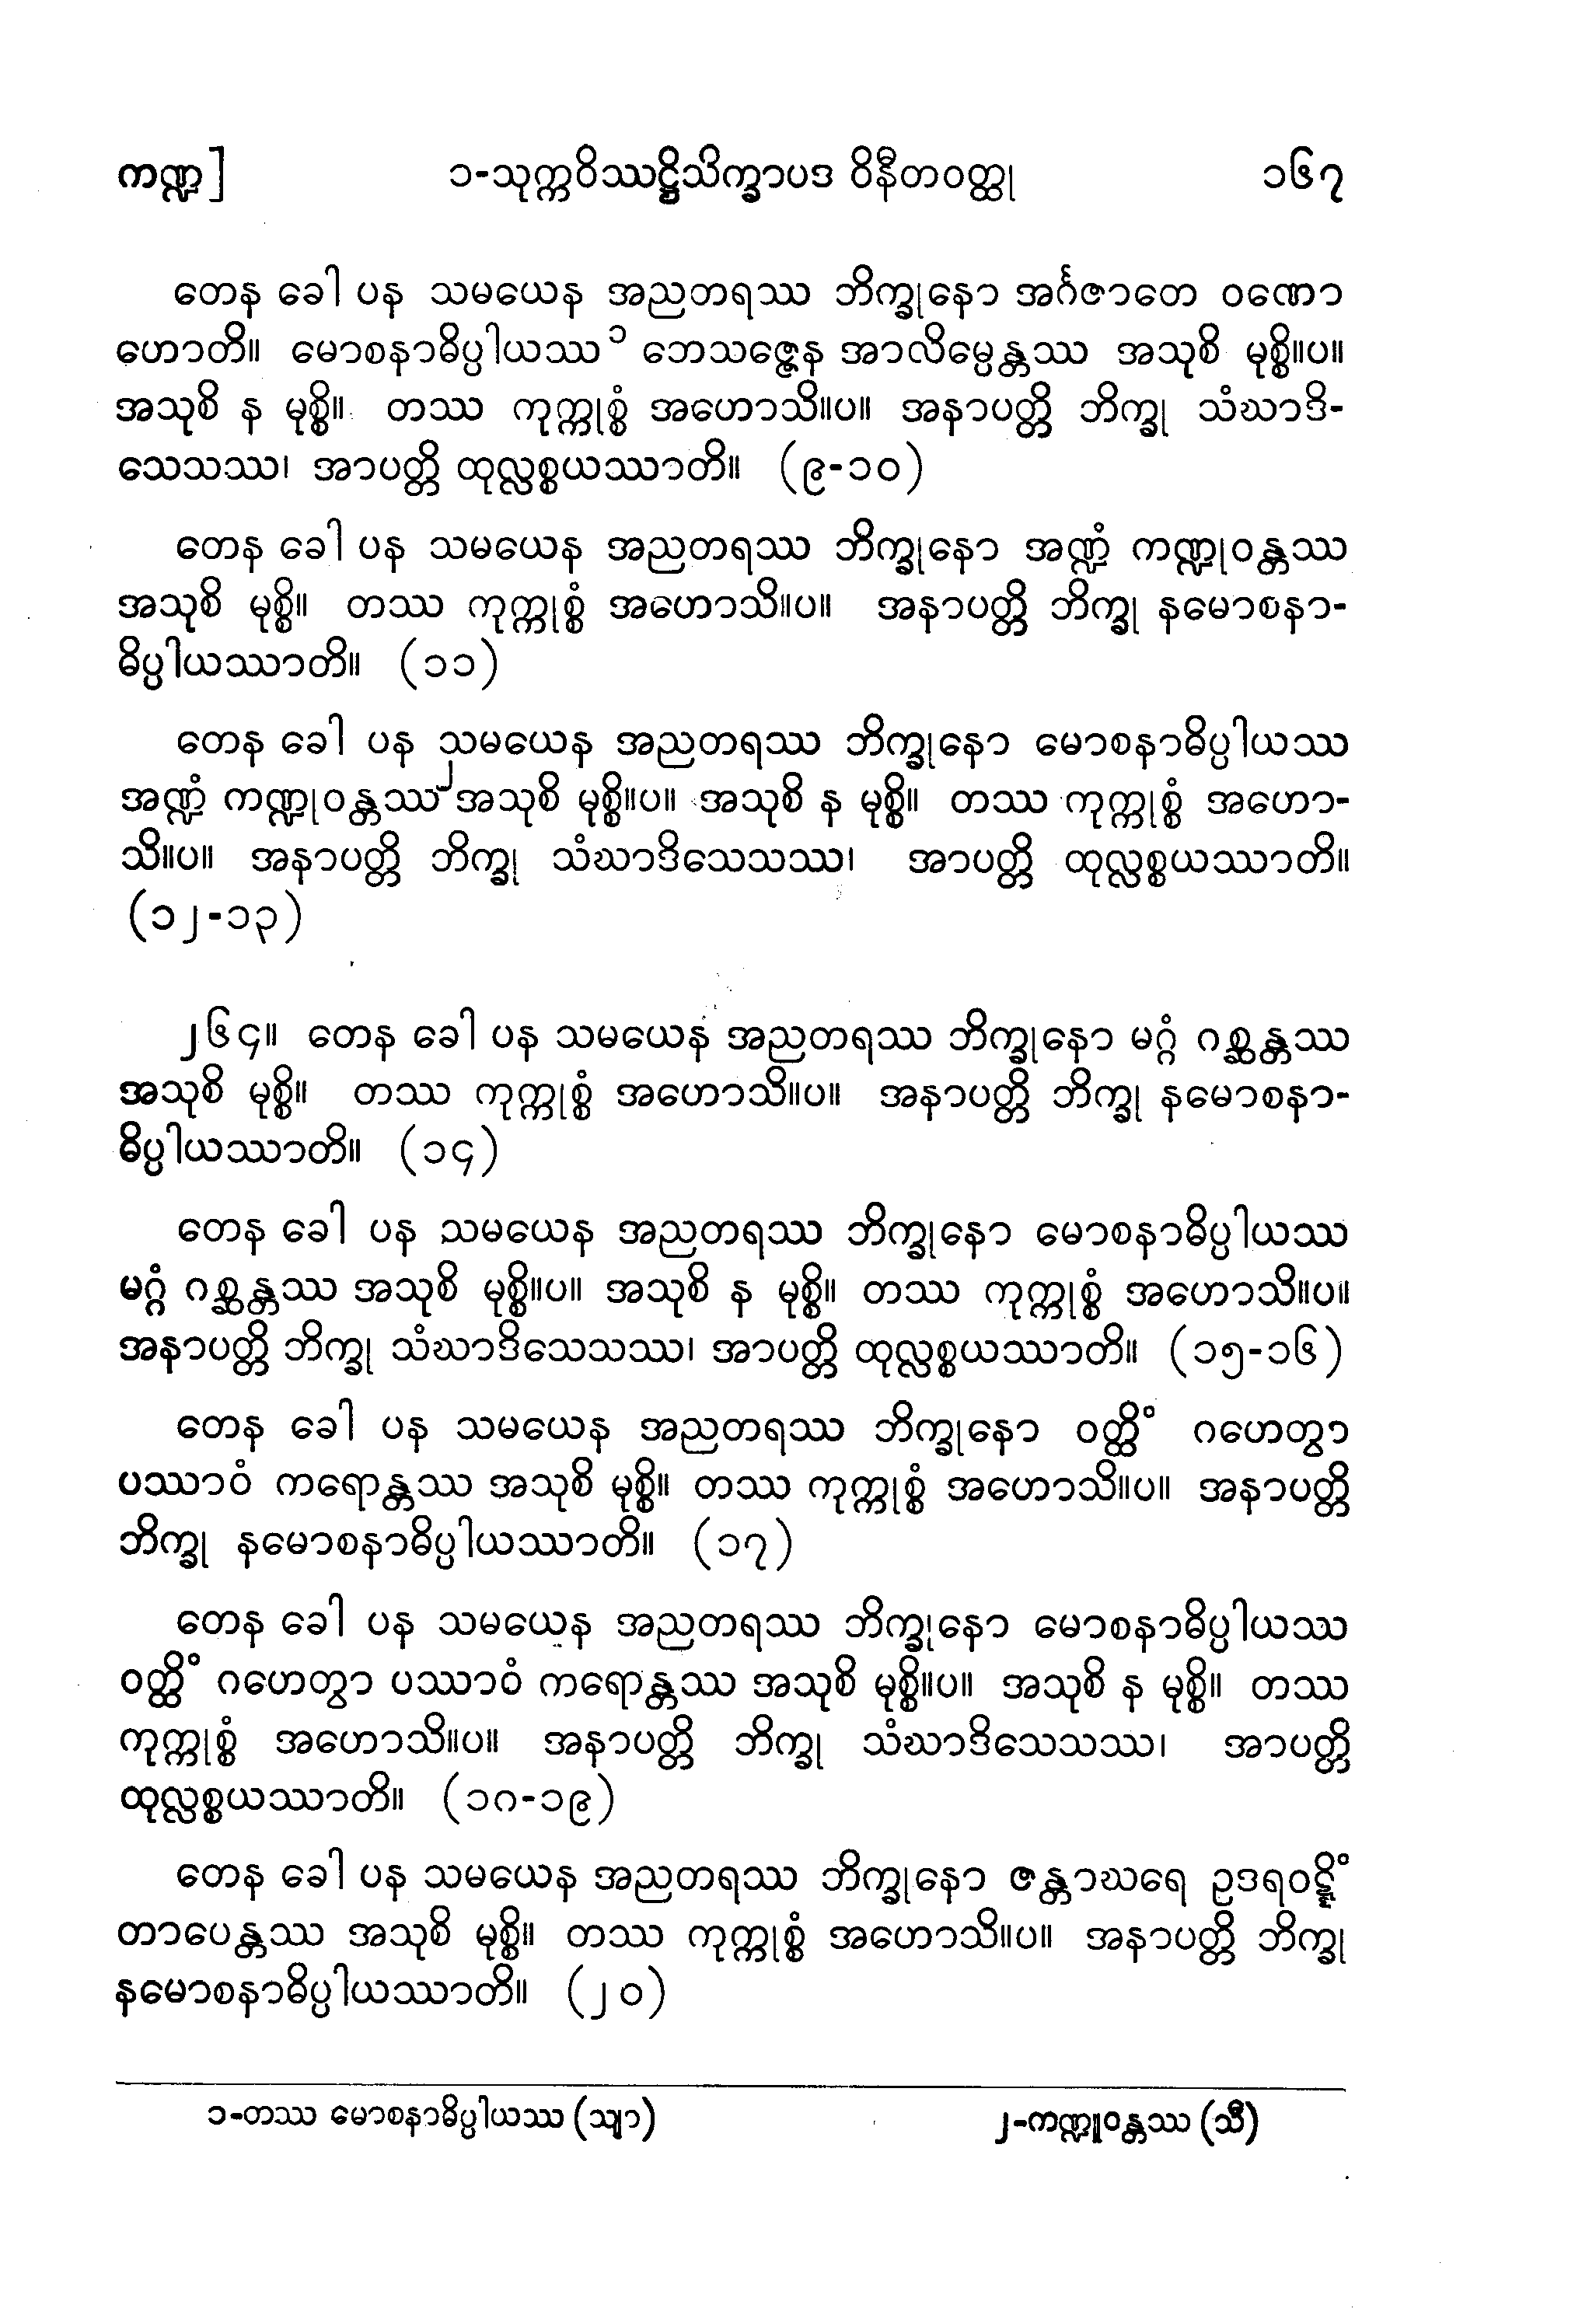 ကဏ္ဍ] ၁-သုက္ကဝိဿဋ္ဌိသိက္ခာပဒ ဝိနီတဝတ္ထု ၁၆၇
တေန ခေါ ပန သမယေန အညတရဿ ဘိက္ခုနော အင်္ဂဇာတေ ဝဏော
ဟောတိ။ မောစနာဓိပ္ပါယဿ ၁ ဘေသဇ္ဇေန အာလိမ္ပေန္တဿ အသုစိ မုစ္စိ။ပ။
အသုစိ န မုစ္စိ။ တဿ ကုက္ကုစ္စံ အဟောသိ။ပ။ အနာပတ္တိ ဘိက္ခု သံဃာဒိ-
သေသဿ၊ အာပတ္တိ ထုလ္လစ္စယဿာတိ။ (၉-၁၀)
တေန ခေါ ပန သမယေန အညတရဿ ဘိက္ခုနော အဏ္ဍံ ကဏ္ဍုဝန္တဿ
အသုစိ မုစ္စိ။ တဿ ကုက္ကုစ္စံ အဟောသိ။ပ။ အနာပတ္တိ ဘိက္ခု နမောစနာ-
ဓိပ္ပါယဿာတိ။ (၁၁)
တေန ခေါ ပန သမယေန အညတရဿ ဘိက္ခုနော မောစနာဓိပ္ပါယဿ
အဏ္ဍံ ကဏ္ဍုဝန္တဿ ၂ အသုစိ မုစ္စိ။ပ။ အသုစိ န မုစ္စိ။ တဿ ကုက္ကုစ္စံ အဟော-
သိ။ပ။ အနာပတ္တိ ဘိက္ခု သံဃာဒိသေသဿ၊ အာပတ္တိ ထုလ္လစ္စယဿာတိ။
(၁၂-၁၃)
၂၆၄။ တေန ခေါ ပန သမယေန အညတရဿ ဘိက္ခုနော မဂ္ဂံ ဂစ္ဆန္တဿ
အသုစိ မုစ္စိ။ တဿ ကုက္ကုစ္စံ အဟောသိ။ပ။ အနာပတ္တိ ဘိက္ခု နမောစနာ-
ဓိပ္ပါယဿာတိ။ (၁၄)
တေန ခေါ ပန သမယေန အညတရဿ ဘိက္ခုနော မောစနာဓိပ္ပါယဿ
မဂ္ဂံ ဂစ္ဆန္တဿ အသုစိ မုစ္စိ။ပ။ အသုစိ န မုစ္စိ။ တဿ ကုက္ကုစ္စံ အဟောသိ။ပ။
အနာပတ္တိ ဘိက္ခု သံဃာဒိသေသဿ၊ အာပတ္တိ ထုလ္လစ္စယဿာတိ။ (၁၅-၁၆)
တေန ခေါ ပန သမယေန အညတရဿ ဘိက္ခုနော ဝတ္ထိံ ဂဟေတွာ
ပဿာဝံ ကရောန္တဿ အသုစိ မုစ္စိ။ တဿ ကုက္ကုစ္စံ အဟောသိ။ပ။ အနာပတ္တိ
ဘိက္ခု နမောစနာဓိပ္ပါယဿာတိ။ (၁၇)
တေန ခေါ ပန သမယေန အညတရဿ ဘိက္ခုနော မောစနာဓိပ္ပါယဿ
ဝတ္ထိံ ဂဟေတွာ ပဿာဝံ ကရောန္တဿ အသုစိ မုစ္စိ။ပ။ အသုစိ န မုစ္စိ။ တဿ
ကုက္ကုစ္စံ အဟောသိ။ပ။ အနာပတ္တိ ဘိက္ခု သံဃာဒိသေသဿ၊ အာပတ္တိ
ထုလ္လစ္စယဿာတိ။ (၁၈-၁၉)
တေန ခေါ ပန သမယေန အညတရဿ ဘိက္ခုနော ဇန္တာဃရေ ဥဒရဝဋ္ဋိံ
တာပေန္တဿ အသုစိ မုစ္စိ။ တဿ ကုက္ကုစ္စံ အဟောသိ။ပ။ အနာပတ္တိ ဘိက္ခု
နမောစနာဓိပ္ပါယဿာတိ။ (၂၀)
၁-တဿ မောစနာဓိပ္ပါယဿ (သျာ) ၂-ကဏ္ဍူဝန္တဿ (သီ)